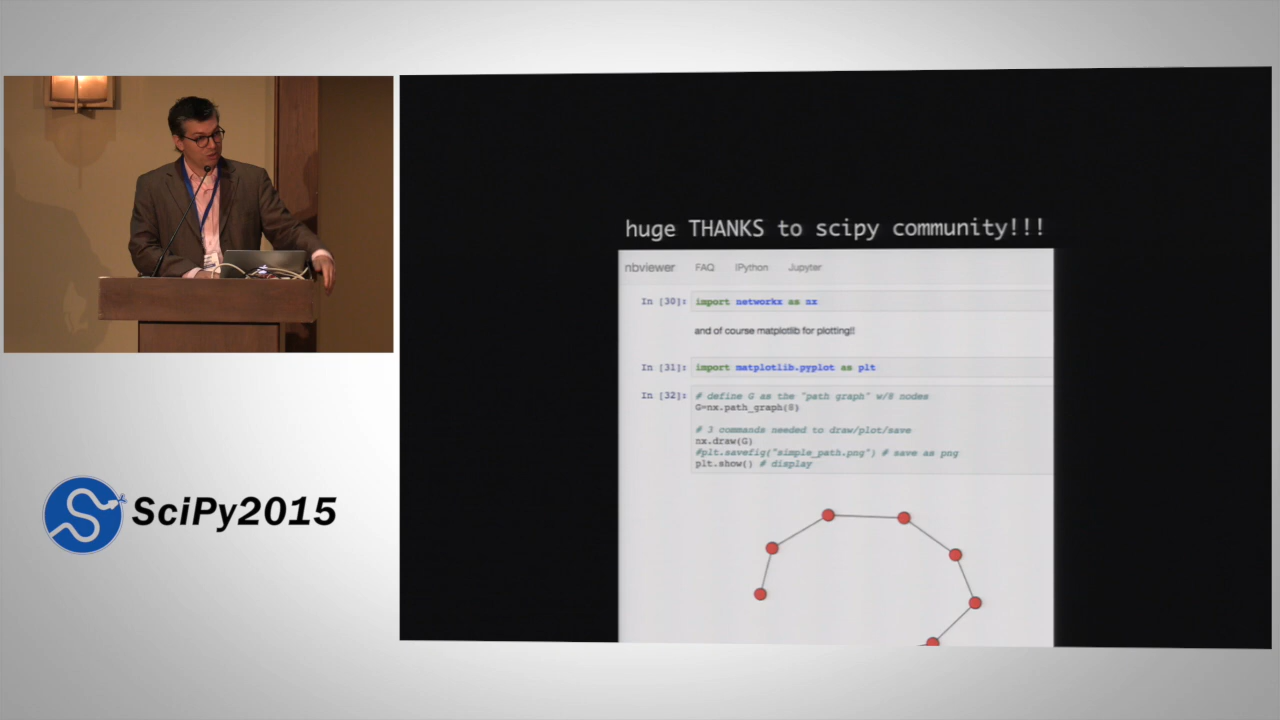 huge THANKS to scipy community!!!
nbviewer FAQ IPython Jupyter
In [30]: import networkx as nx
and of course matplotlib for plotting!!
In [31]: import matplotlib.pyplot as plt
In [32]: # define G as the "path graph" w/8 nodes
G=nx.path_graph(8)
# 3 commands needed to draw/plot/save
nx.draw(G)
#plt.savefig("simple_path.png") # save as png
plt.show() # display
SciPy2015